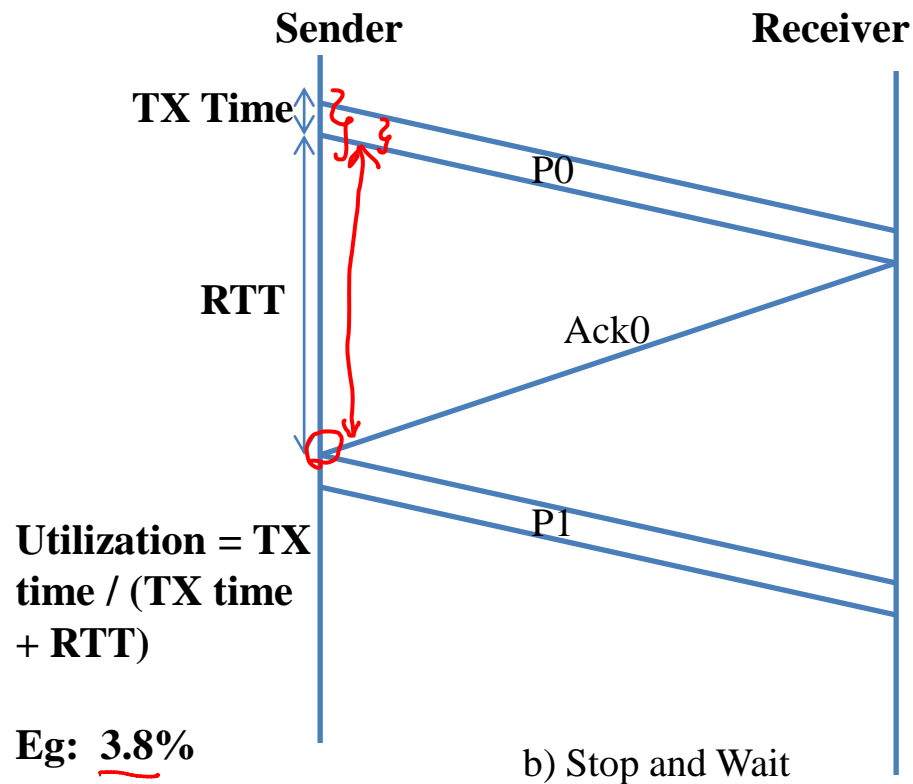 Sender
Receiver
TX Time
P0
RTT
Ack0
P1
Utilization = TX
time / (TX time
+ RTT)
Eg: 3.8%
b) Stop and Wait